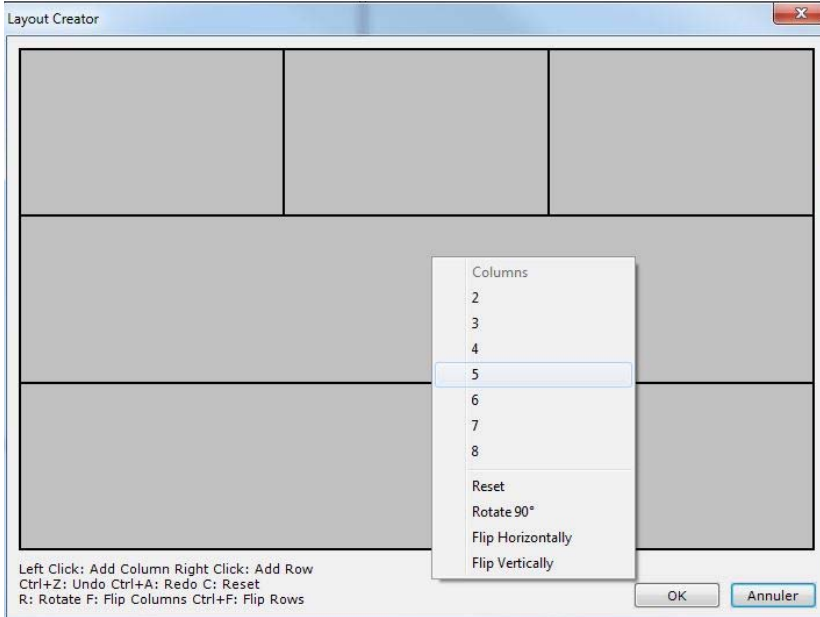 Layout Creator
Columns
2
3
4
5
6
7
8
Reset
Rotate 90°
Flip Horizontally
Flip Vertically
Left Click: Add Column Right Click: Add Row
Ctrl+Z: Undo Ctrl+A: Redo C: Reset
R: Rotate F: Flip Columns Ctrl+F: Flip Rows
OK
Annuler